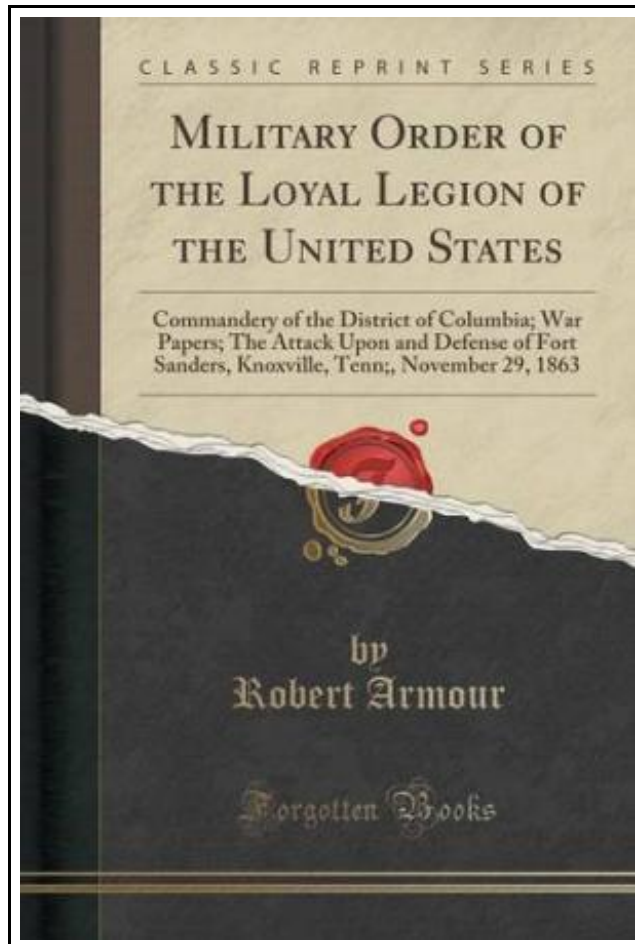 CLASSIC REPRINT SERIES
MILITARY ORDER OF
THE LOYAL LEGION OF
THE UNITED STATES
Commandery of the District of Columbia; War
Papers; The Attack Upon and Defense of Fort
Sanders, Knoxville, Tenn;, November 29, 1863
F
by
Robert Armour
Forgotten Books